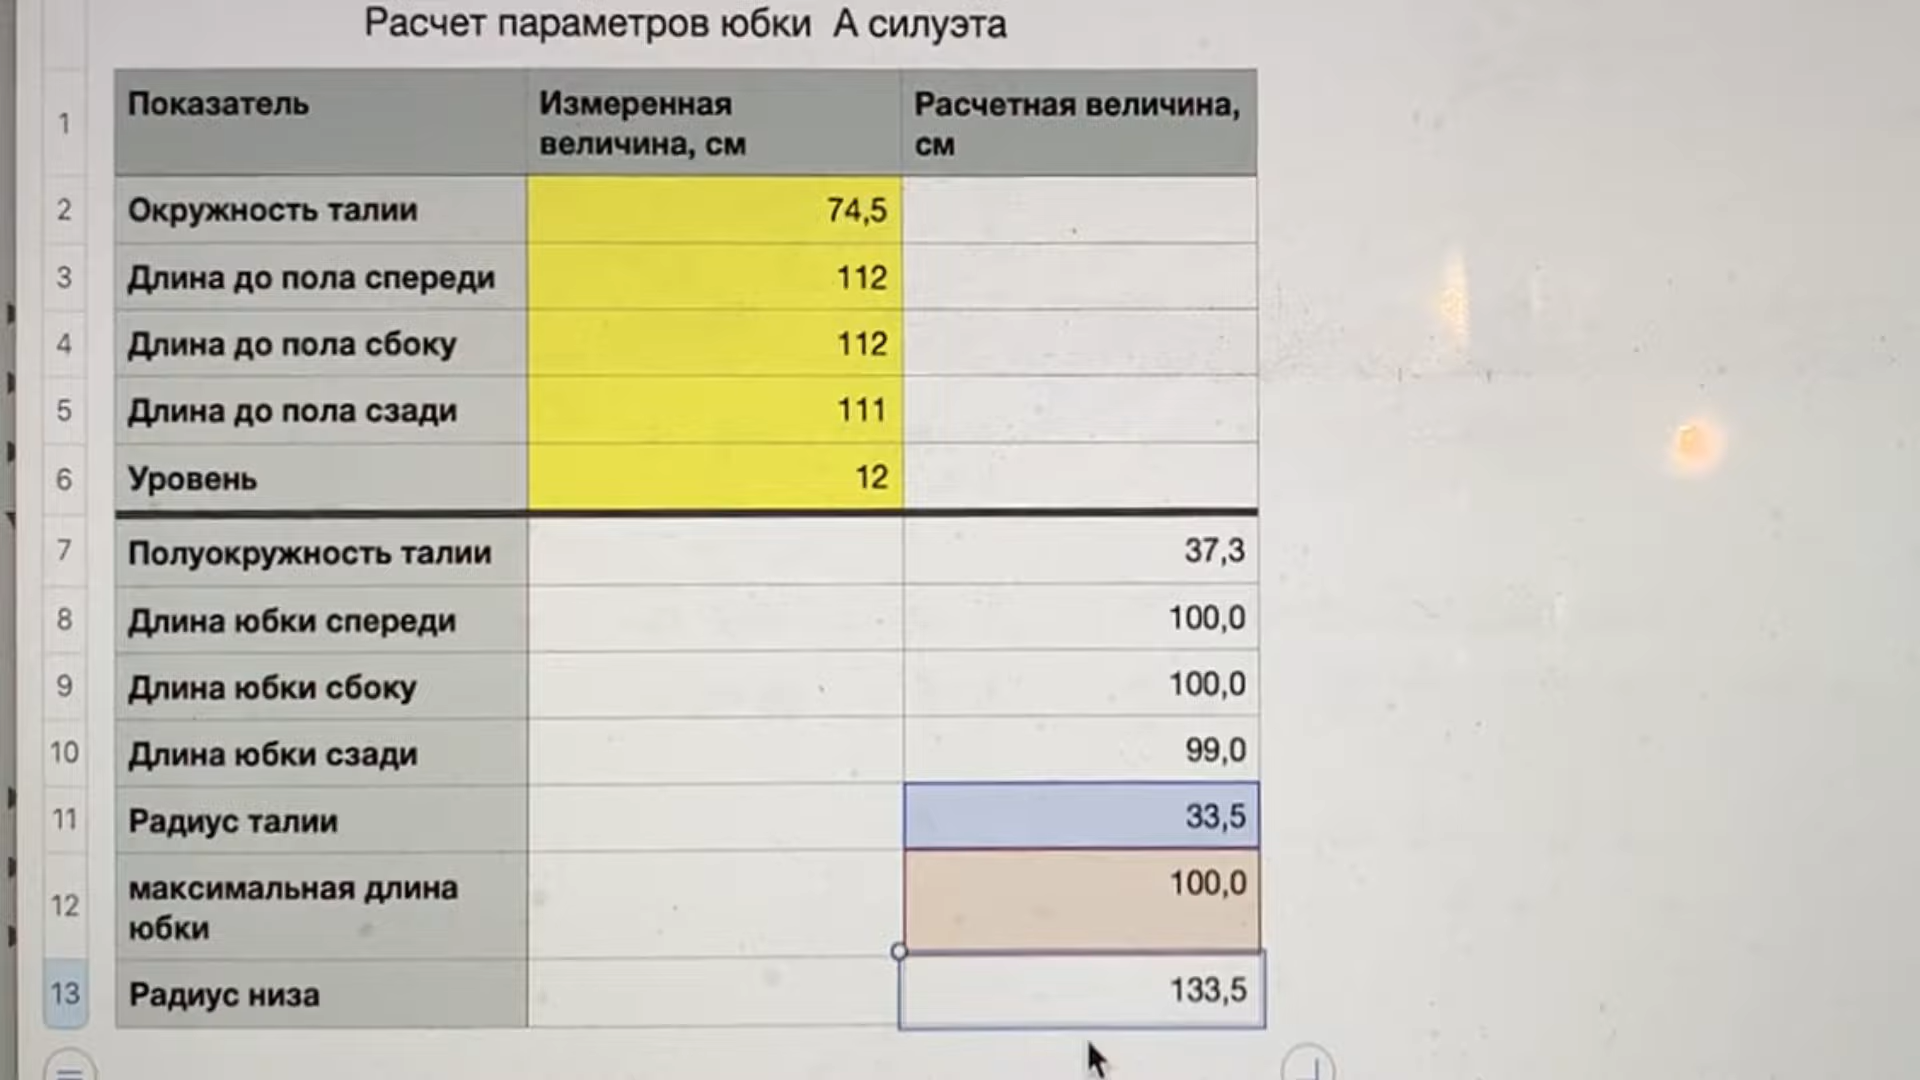 Расчет параметров юбки А силуэта
1
Показатель
Измеренная
величина, см
Расчетная величина,
см
2
Окружность талии
74,5
3
Длина до пола спереди
112
4
Длина до пола сбоку
112
5
Длина до пола сзади
111
6
Уровень
12
7
Полуокружность талии
37,3
8
Длина юбки спереди
100,0
9
Длина юбки сбоку
100,0
10
Длина юбки сзади
99,0
11
Радиус талии
33,5
12
максимальная длина
юбки
100,0
13
Радиус низа
133,5